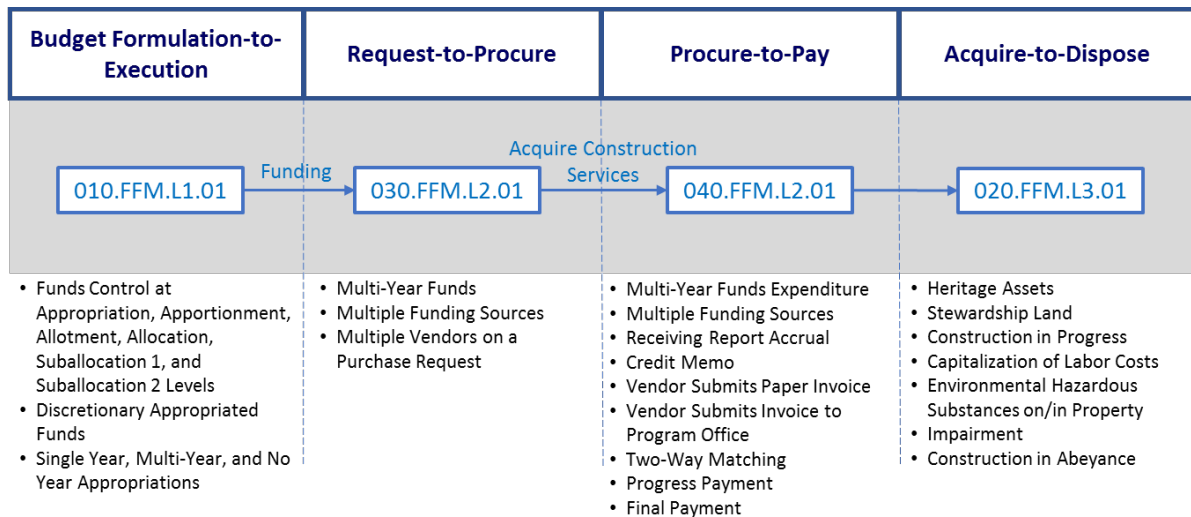 Budget Formulation-to-
Execution
Request-to-Procure
Procure-to-Pay
Acquire-to-Dispose
010.FFM.L1.01
Funding
030.FFM.L2.01
Acquire Construction
Services
040.FFM.L2.01
020.FFM.L3.01
• Funds Control at
Appropriation, Apportionment,
Allotment, Allocation,
Suballocation 1, and
Suballocation 2 Levels
• Discretionary Appropriated
Funds
• Single Year, Multi-Year, and No
Year Appropriations
• Multi-Year Funds
• Multiple Funding Sources
• Multiple Vendors on a
Purchase Request
• Multi-Year Funds Expenditure
• Multiple Funding Sources
• Receiving Report Accrual
• Credit Memo
• Vendor Submits Paper Invoice
• Vendor Submits Invoice to
Program Office
• Two-Way Matching
• Progress Payment
• Final Payment
• Heritage Assets
• Stewardship Land
• Construction in Progress
• Capitalization of Labor Costs
• Environmental Hazardous
Substances on/in Property
• Impairment
• Construction in Abeyance